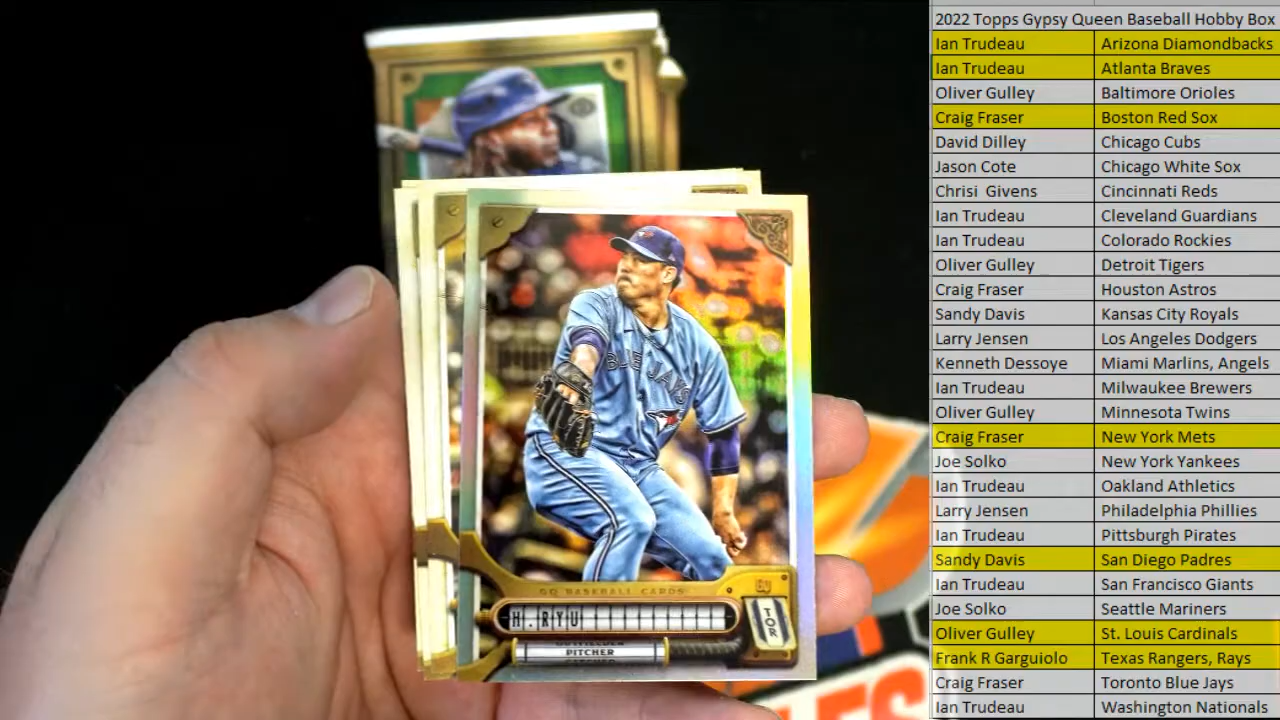 2022 Topps Gypsy Queen Baseball Hobby Box
Ian Trudeau Arizona Diamondbacks
Ian Trudeau Atlanta Braves
Oliver Gulley Baltimore Orioles
Craig Fraser Boston Red Sox
David Dilley Chicago Cubs
Jason Cote Chicago White Sox
Chrisi Givens Cincinnati Reds
Ian Trudeau Cleveland Guardians
Ian Trudeau Colorado Rockies
Oliver Gulley Detroit Tigers
Craig Fraser Houston Astros
Sandy Davis Kansas City Royals
Larry Jensen Los Angeles Dodgers
Kenneth Dessoye Miami Marlins, Angels
Ian Trudeau Milwaukee Brewers
Oliver Gulley Minnesota Twins
Craig Fraser New York Mets
Joe Solko New York Yankees
Ian Trudeau Oakland Athletics
Larry Jensen Philadelphia Phillies
Ian Trudeau Pittsburgh Pirates
Sandy Davis San Diego Padres
Ian Trudeau San Francisco Giants
Joe Solko Seattle Mariners
Oliver Gulley St. Louis Cardinals
Frank R Garguiolo Texas Rangers, Rays
Craig Fraser Toronto Blue Jays
Ian Trudeau Washington Nationals
BLUE JAYS
GQ BASEBALL CARDS
H.RYU
TOR
PITCHER